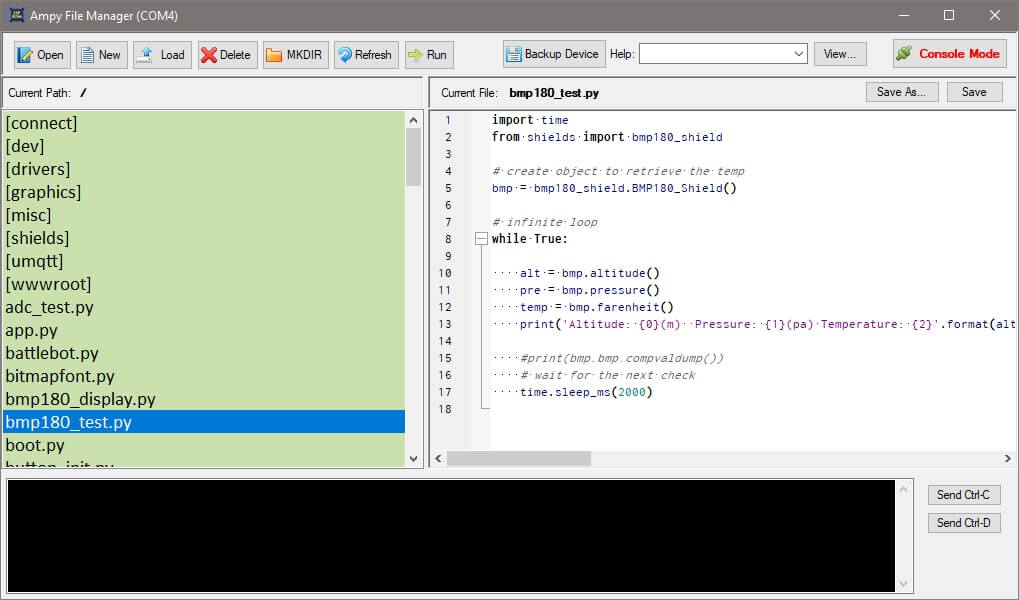 Ampy File Manager (COM4)
Open New Load Delete MKDIR Refresh Run Backup Device Help: View... Console Mode
Current Path: /
Current File: bmp180_test.py Save As... Save
[connect]
[dev]
[drivers]
[graphics]
[misc]
[shields]
[umqtt]
[wwwroot]
adc_test.py
app.py
battlebot.py
bitmapfont.py
bmp180_display.py
bmp180_test.py
boot.py
button_init.py
1 import time
2 from shields import bmp180_shield
3
4 # create object to retrieve the temp
5 bmp = bmp180_shield.BMP180_Shield()
6
7 # infinite loop
8 while True:
9
10 alt = bmp.altitude()
11 pre = bmp.pressure()
12 temp = bmp.farenheit()
13 print('Altitude: {0}(m)  Pressure: {1}(pa) Temperature: {2}'.format(alt
14
15 #print(bmp.bmp.compvaldump())
16 # wait for the next check
17 time.sleep_ms(2000)
18
Send Ctrl-C
Send Ctrl-D